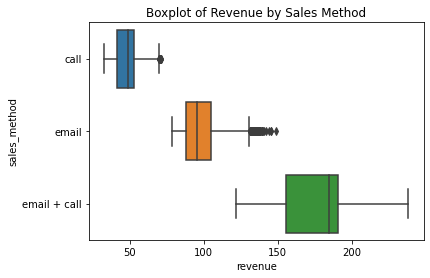 Boxplot of Revenue by Sales Method
call
email
email + call
sales_method
50 100 150 200
revenue